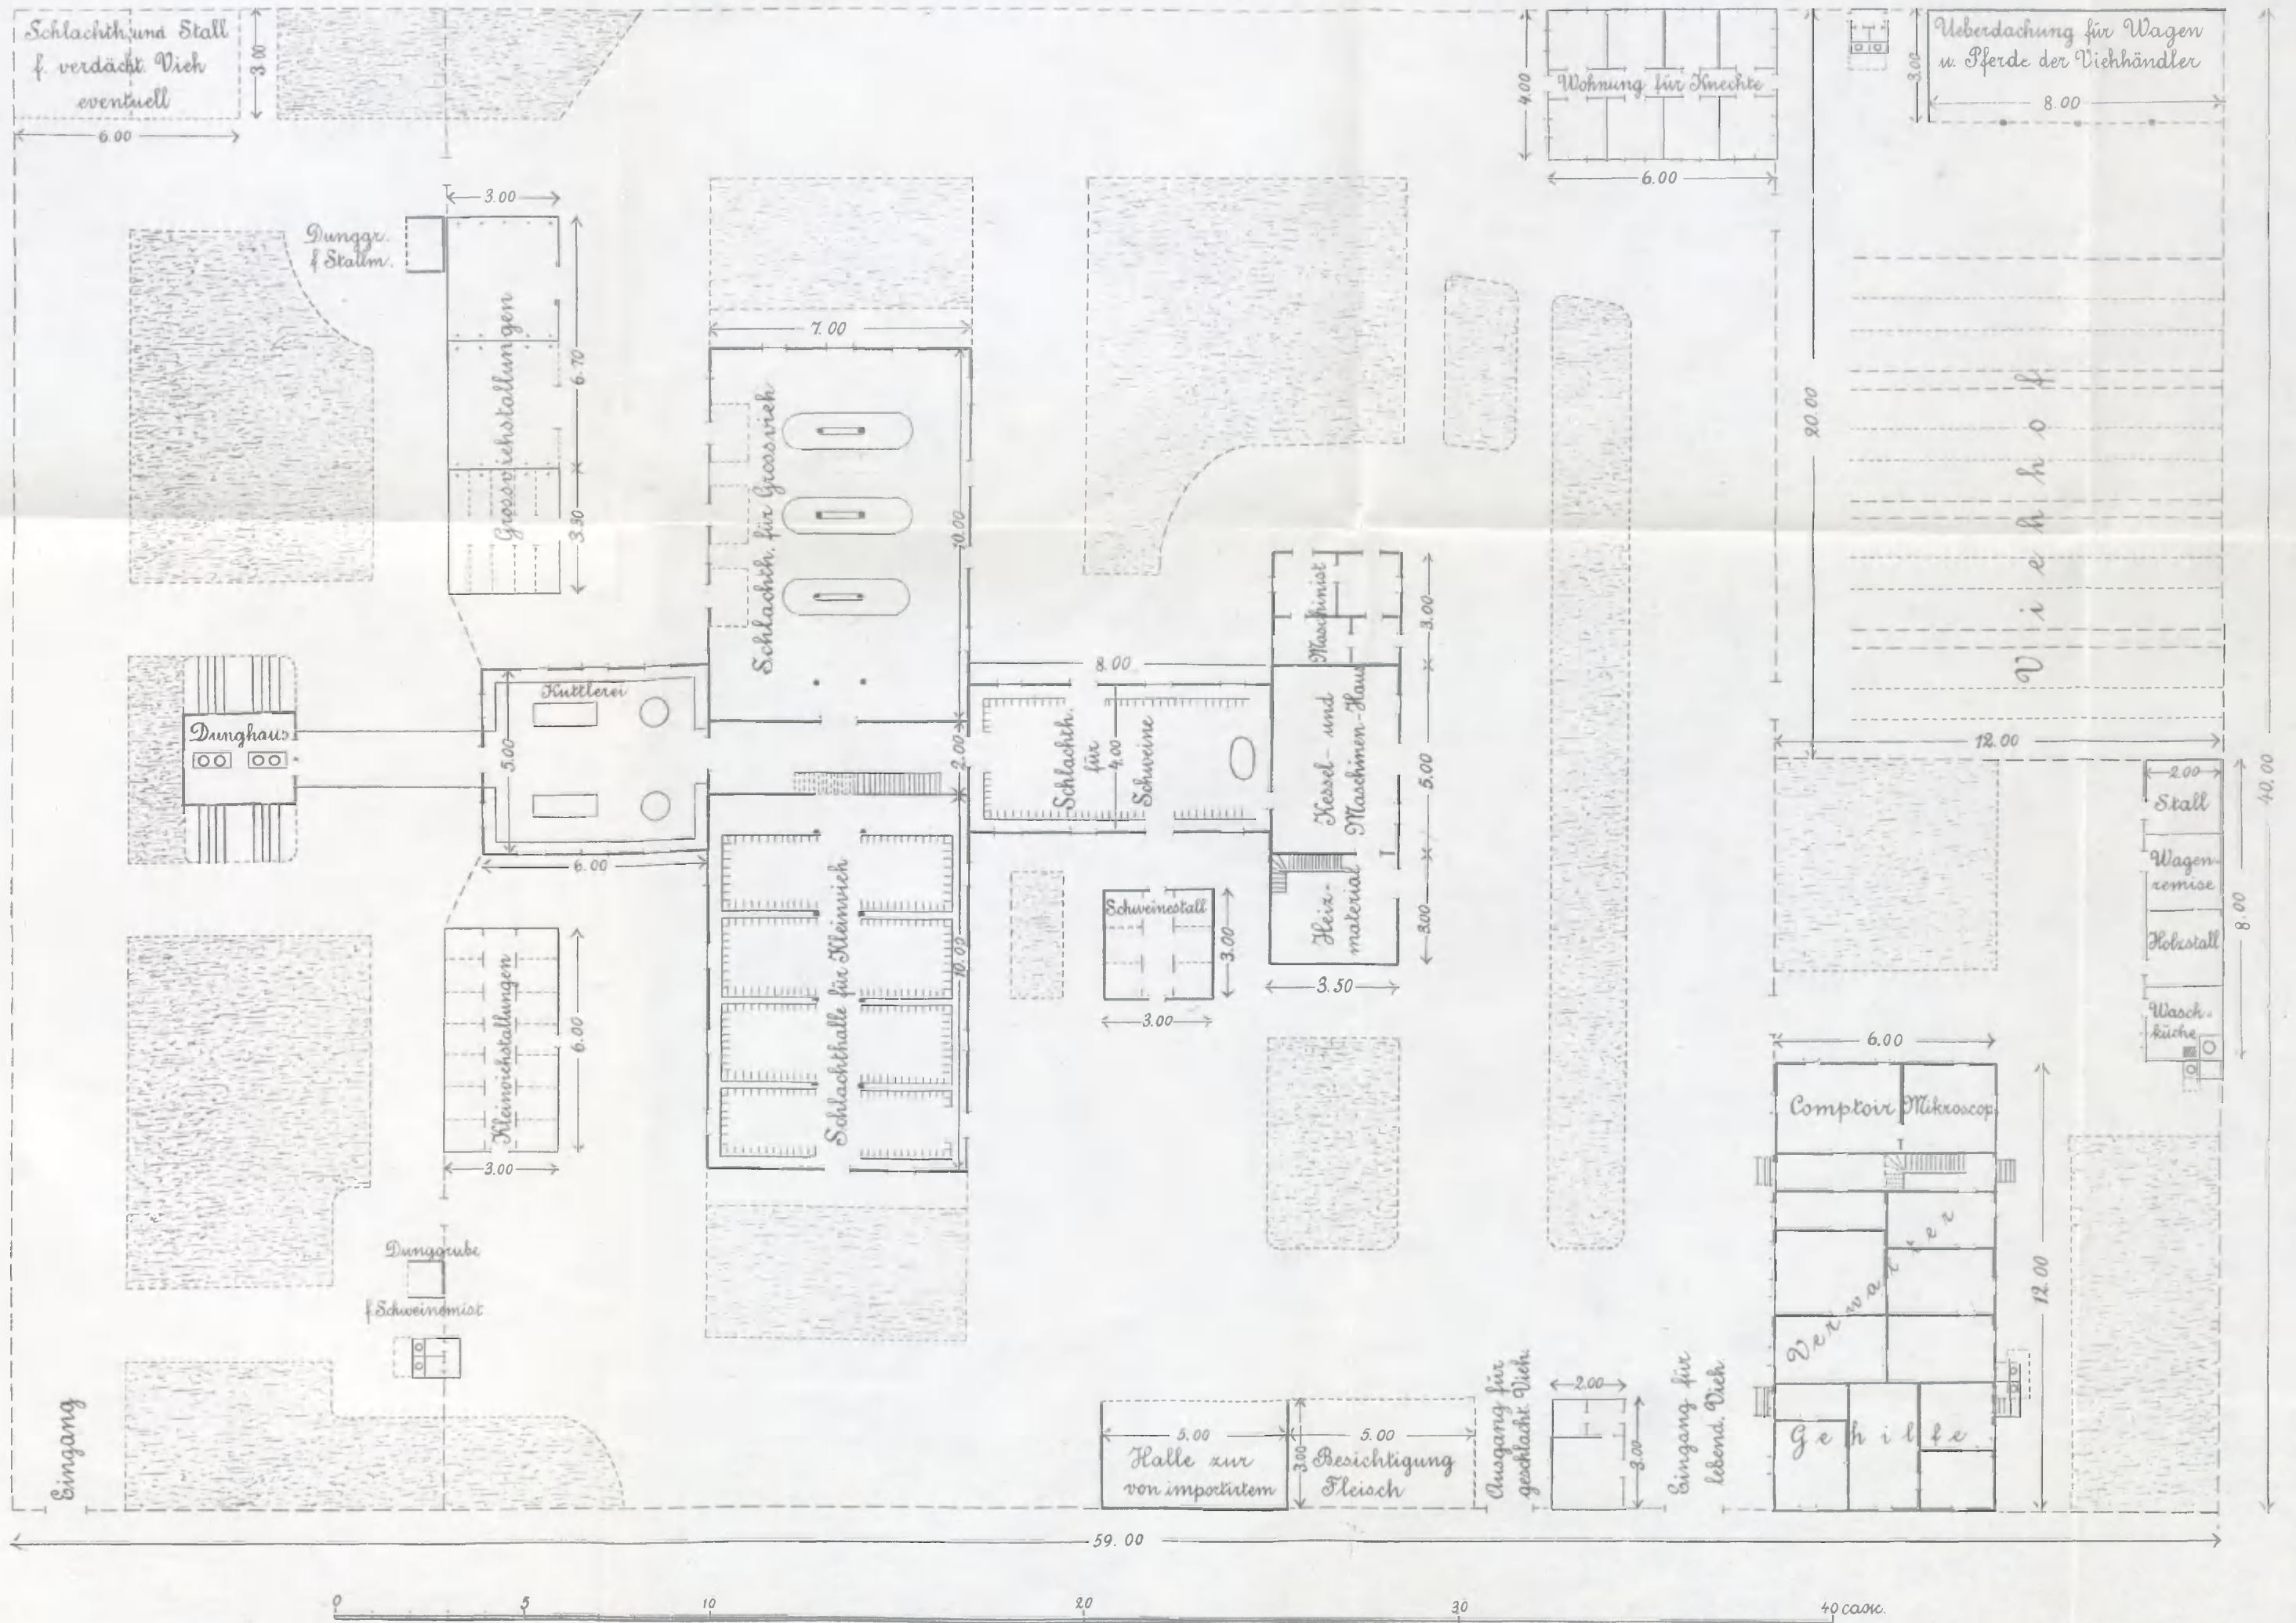 Schlachth. und Stall
f. verdächt. Vieh
eventuell
3.00
6.00
4.00
Wohnung für Knechte
6.00
3.00
Ueberdachung für Wagen
u. Pferde der Viehhändler
8.00
3.00
Dunggr.
f Stallm.
Grossviehstallungen
6.70
3.30
7.00
Schlachth. für Grossvieh
10.00
20.00
Viehhof
12.00
40.00
Maschinist
3.00
8.00
Kuttlerei
5.00
6.00
Dunghaus
2.00
Schlachth.
für
Schweine
4.00
Kessel- und
Maschinen-Haus
5.00
Heiz-
material
3.00
3.50
Schweinestall
3.00
3.00
Schlachthalle für Kleinvieh
10.00
Kleinviehstallungen
6.00
3.00
2.00
Stall
Wagen-
remise
Holzstall
Wasch-
küche
8.00
6.00
Comptoir
Mikroscop.
Verwalter
12.00
Gehilfe
Dunggrube
f Schweinemist
Eingang
5.00
5.00
3.00
Halle zur Besichtigung
von importirtem Fleisch
Ausgang für
geschlacht. Vieh.
2.00
3.00
Eingang für
lebend. Vieh
59.00
0 5 10 20 30 40 саж.